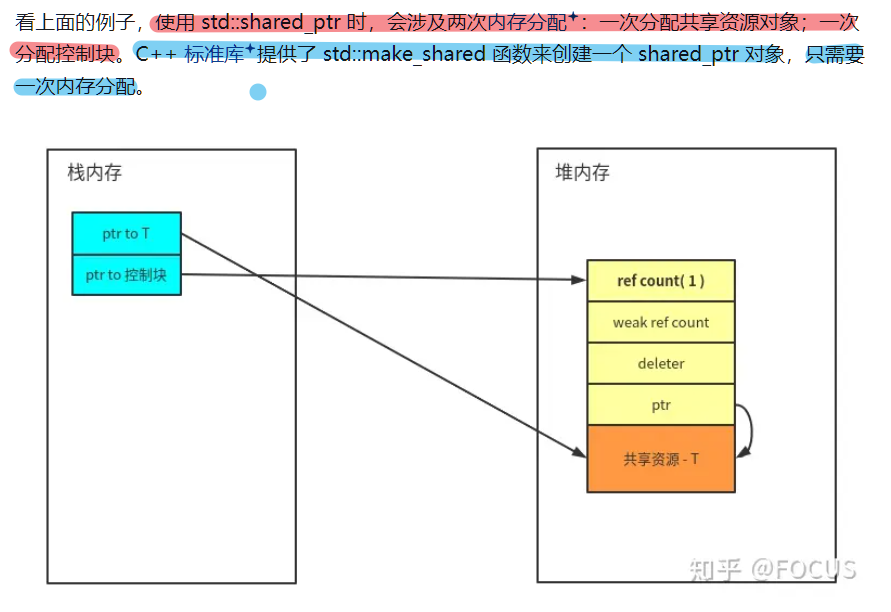 看上面的例子，使用 std::shared_ptr 时，会涉及两次内存分配：一次分配共享资源对象；一次
分配控制块。C++ 标准库提供了 std::make_shared 函数来创建一个 shared_ptr 对象，只需要
一次内存分配。
栈内存
堆内存
ptr to T
ptr to 控制块
ref count( 1 )
weak ref count
deleter
ptr
共享资源 - T
知乎 @FOCUS